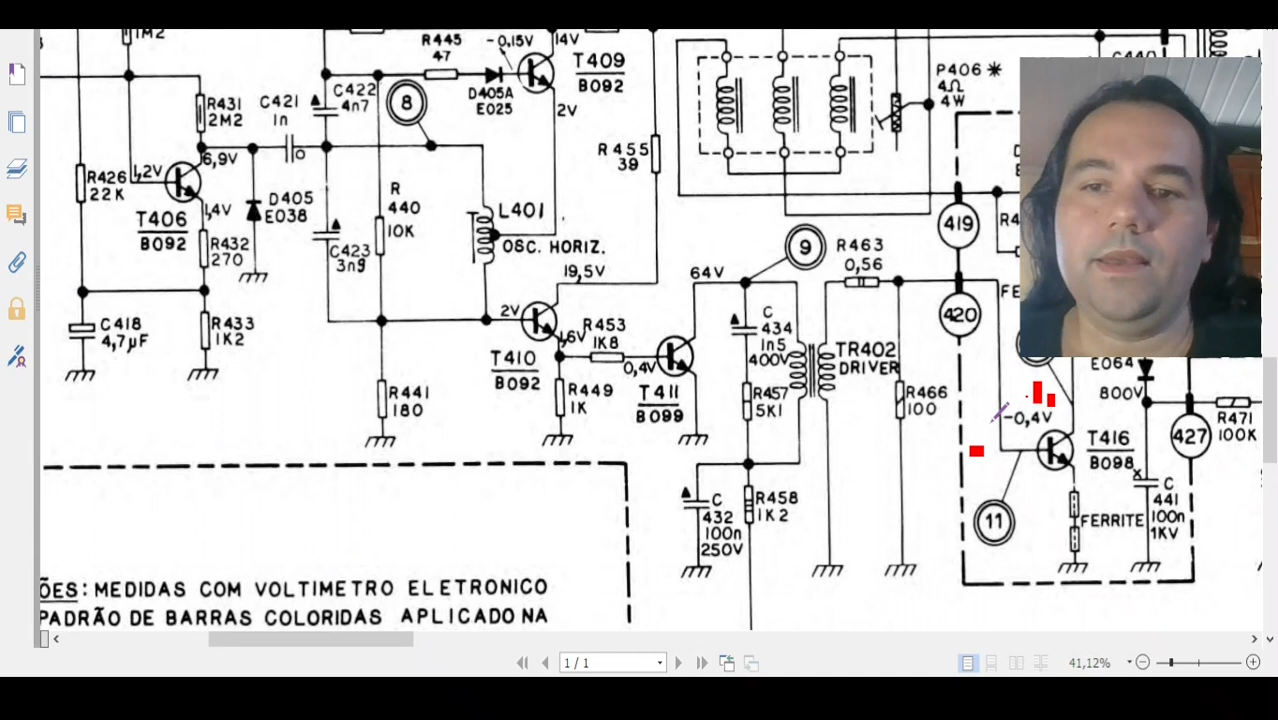 1M2
R445
47
-0,15V
14V
T409
B092
D405A
E025
2V
C422
4n7
8
R431
2M2
C421
1n
1,2V
6,9V
R426
22K
T406
B092
1,4V
D405
E038
R432
270
R
440
10K
L401
OSC. HORIZ.
C423
3n9
R455
39
19,5V
C418
4,7µF
R433
1K2
2V
T410
B092
1,6V
R453
1K8
0,4V
R449
1K
R441
180
T411
B099
64V
9
R463
0,56
C
434
1n5
400V
R457
5K1
TR402
DRIVER
R466
100
C
432
100n
250V
R458
1K2
P406 *
4Ω
4W
419
420
E064
800V
-0,4V
T416
B098
11
FERRITE
C
441
100n
1KV
427
R471
100K
ÕES: MEDIDAS COM VOLTIMETRO ELETRONICO
PADRÃO DE BARRAS COLORIDAS APLICADO NA
1 / 1
41,12%